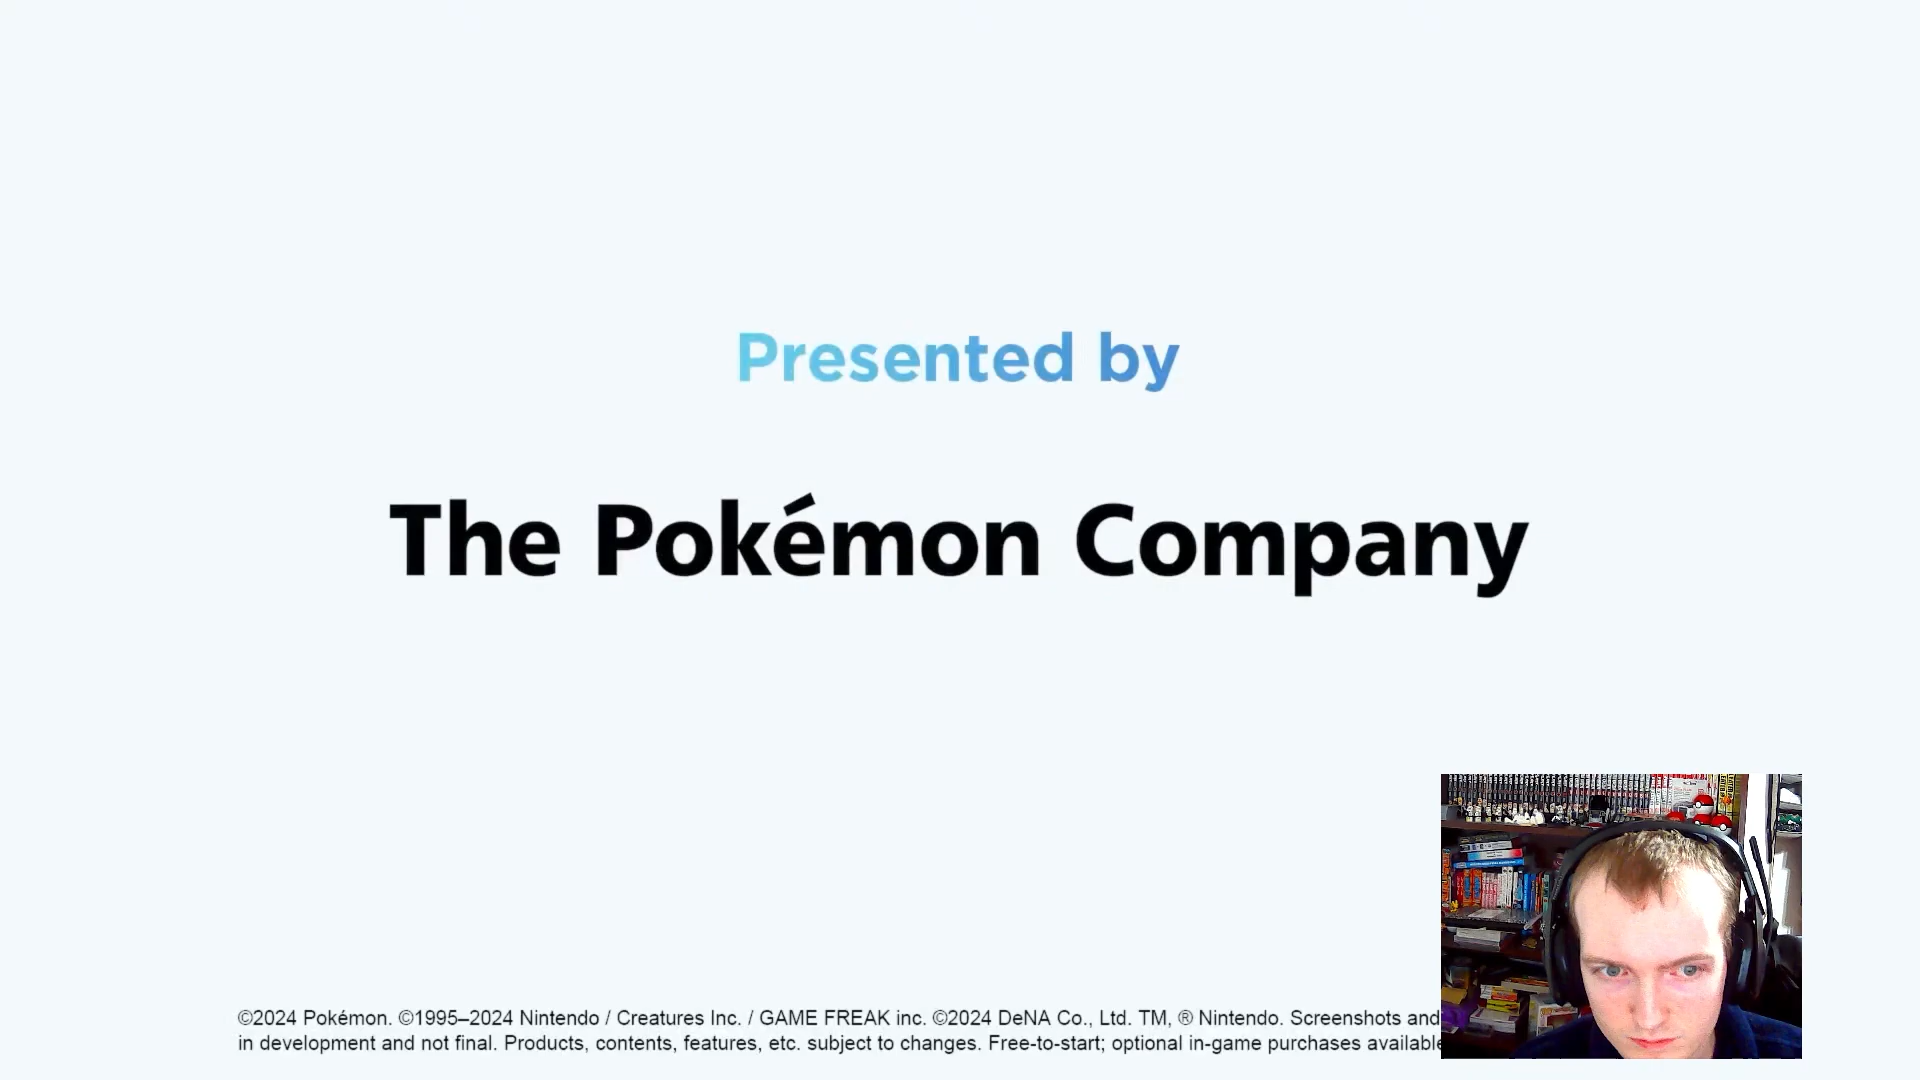 Presented by
The Pokémon Company
©2024 Pokémon. ©1995–2024 Nintendo / Creatures Inc. / GAME FREAK inc. ©2024 DeNA Co., Ltd. TM, ® Nintendo. Screenshots and
in development and not final. Products, contents, features, etc. subject to changes. Free-to-start; optional in-game purchases available